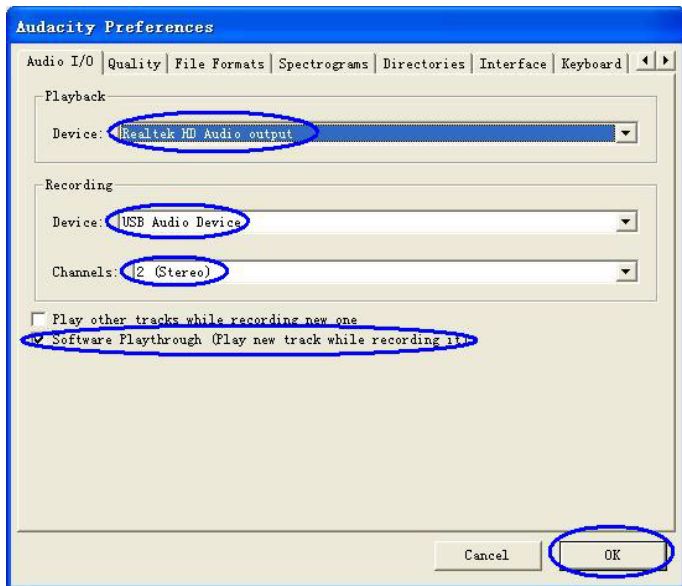 Audacity Preferences
Audio I/O Quality File Formats Spectrograms Directories Interface Keyboard
Playback
Device: Realtek HD Audio output
Recording
Device: USB Audio Device
Channels: 2 (Stereo)
Play other tracks while recording new one
Software Playthrough (Play new track while recording it)
Cancel OK